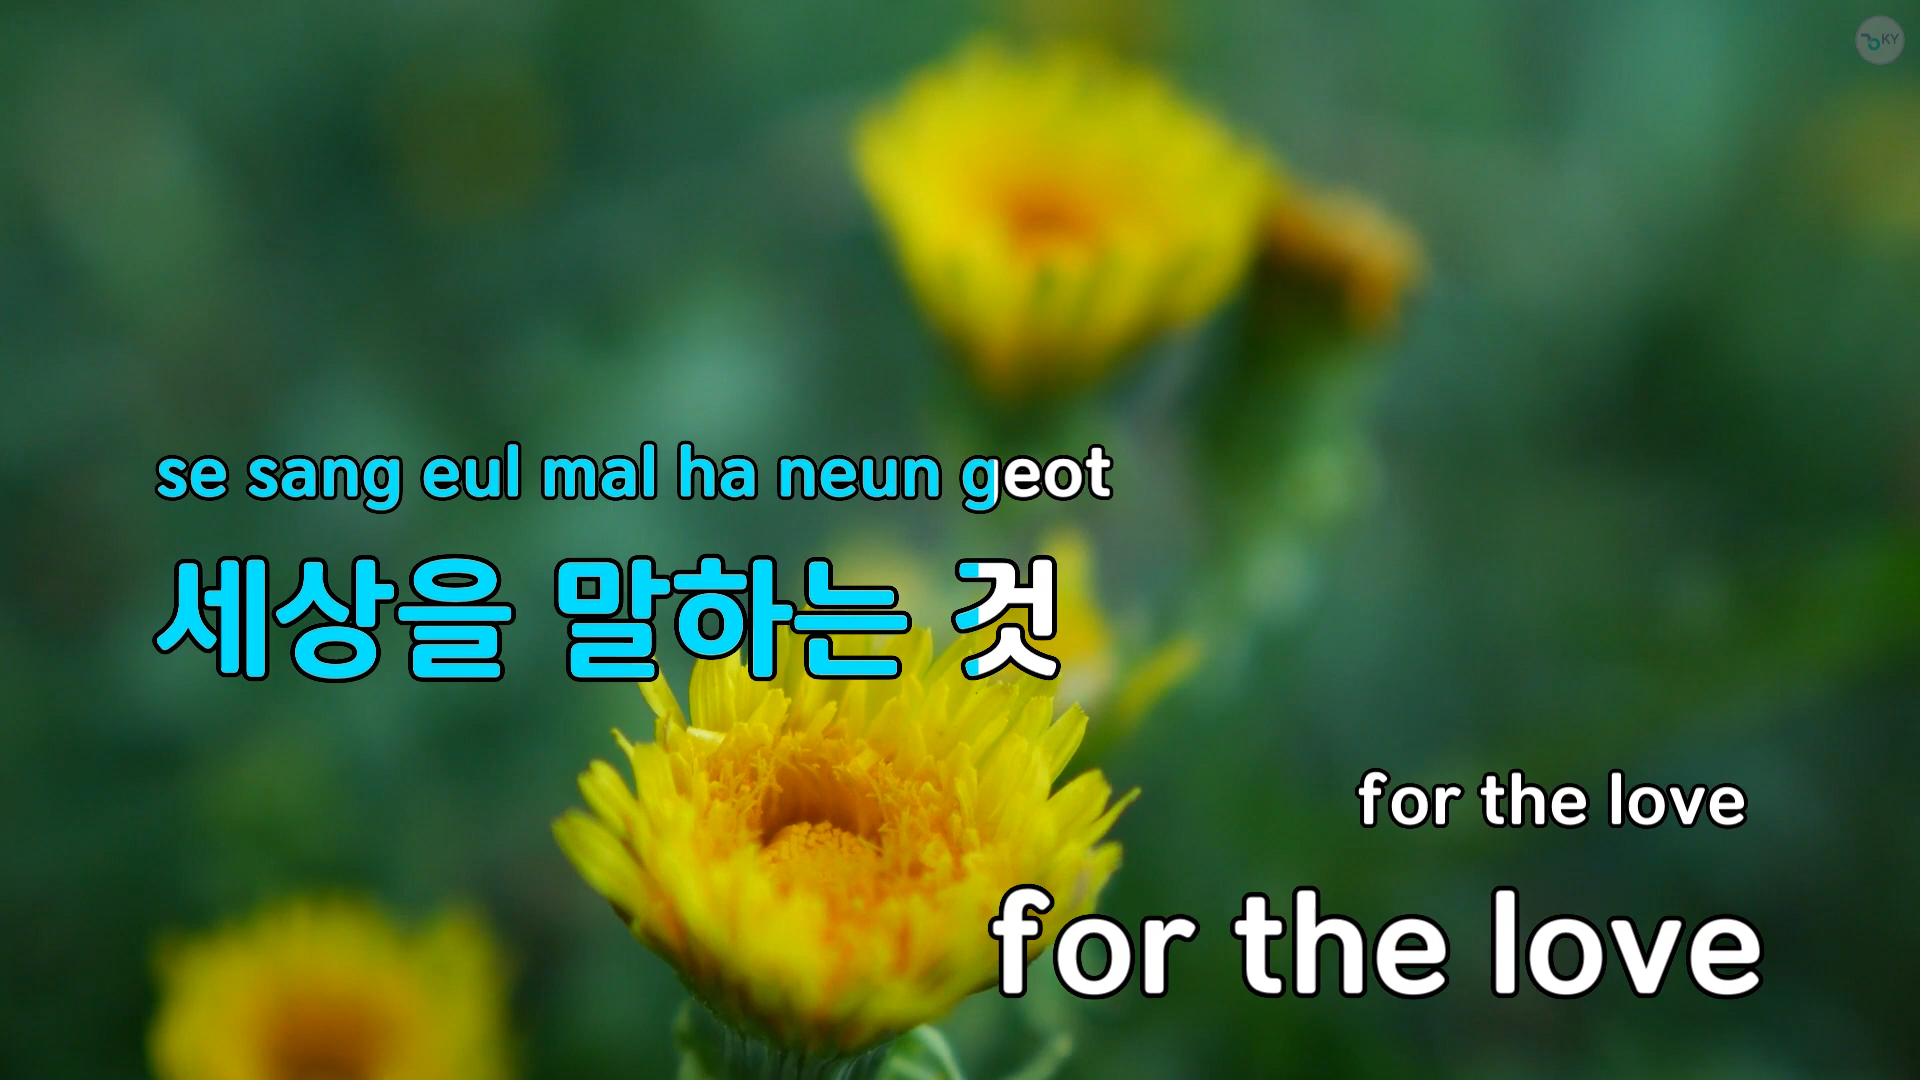 KY
se sang eul mal ha neun geot
세상을 말하는 것
for the love
for the love